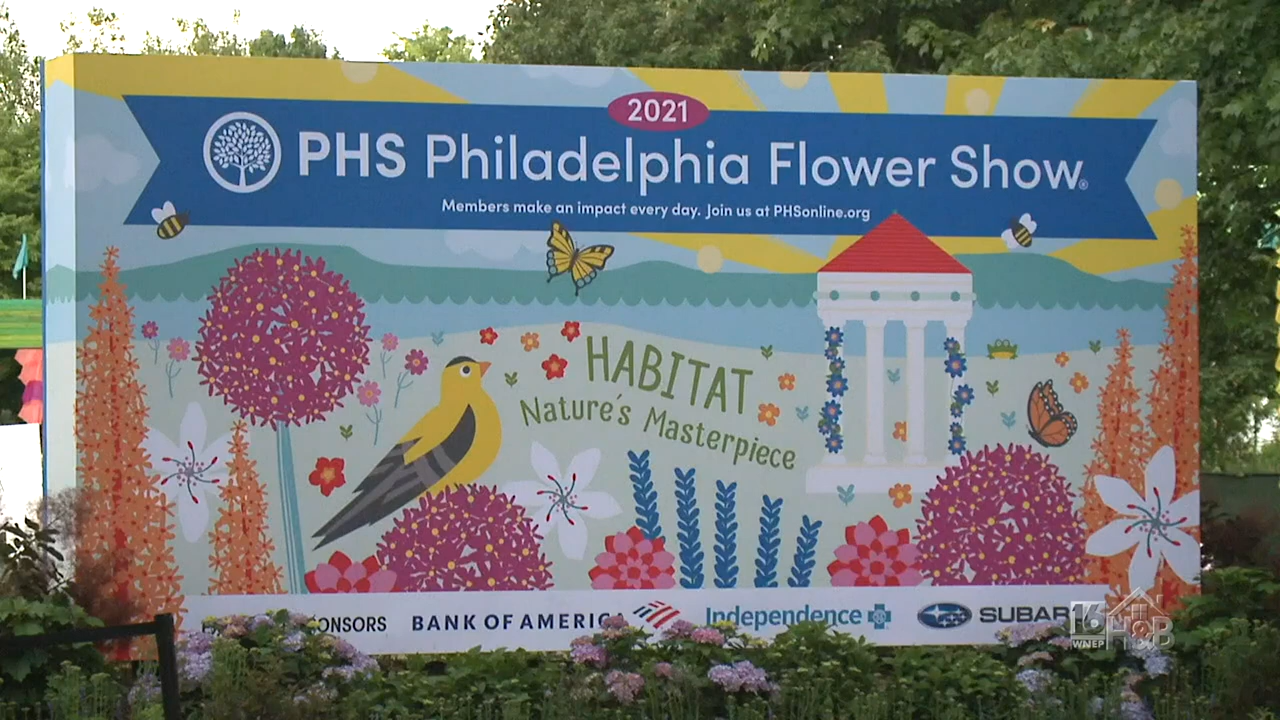 2021
PHS Philadelphia Flower Show®
Members make an impact every day. Join us at PHSonline.org
HABITAT
Nature's Masterpiece
BANK OF AMERICA Independence SUBAR
16
WNEP
H&B